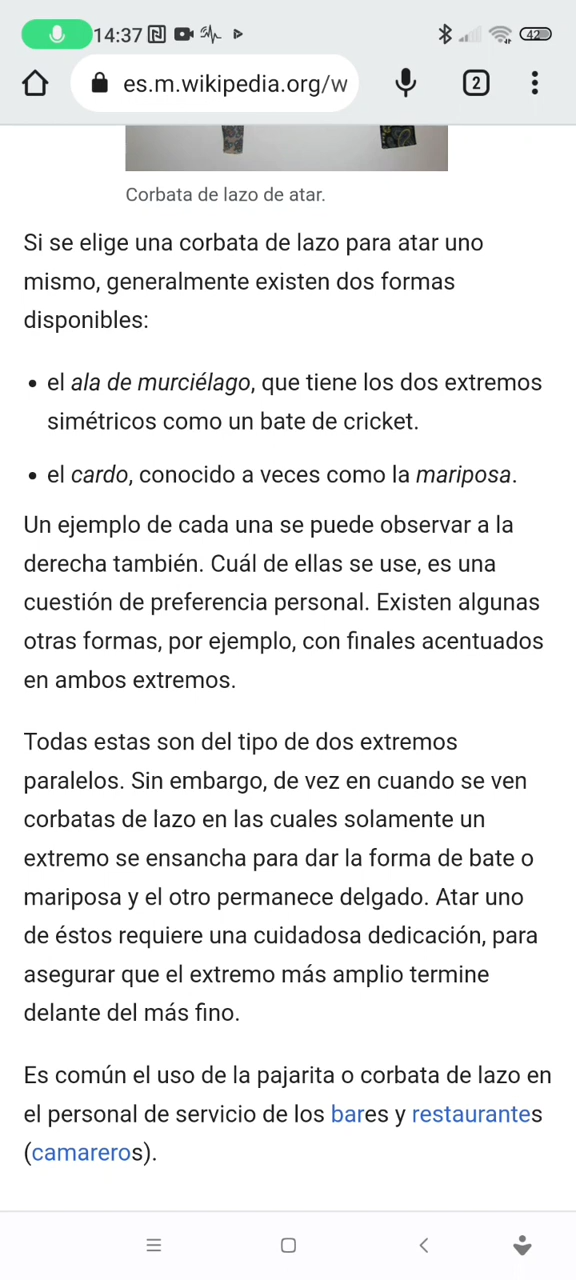 14:37
42
es.m.wikipedia.org/w
2
Corbata de lazo de atar.
Si se elige una corbata de lazo para atar uno
mismo, generalmente existen dos formas
disponibles:
• el ala de murciélago, que tiene los dos extremos
simétricos como un bate de cricket.
• el cardo, conocido a veces como la mariposa.
Un ejemplo de cada una se puede observar a la
derecha también. Cuál de ellas se use, es una
cuestión de preferencia personal. Existen algunas
otras formas, por ejemplo, con finales acentuados
en ambos extremos.
Todas estas son del tipo de dos extremos
paralelos. Sin embargo, de vez en cuando se ven
corbatas de lazo en las cuales solamente un
extremo se ensancha para dar la forma de bate o
mariposa y el otro permanece delgado. Atar uno
de éstos requiere una cuidadosa dedicación, para
asegurar que el extremo más amplio termine
delante del más fino.
Es común el uso de la pajarita o corbata de lazo en
el personal de servicio de los bares y restaurantes
(camareros).